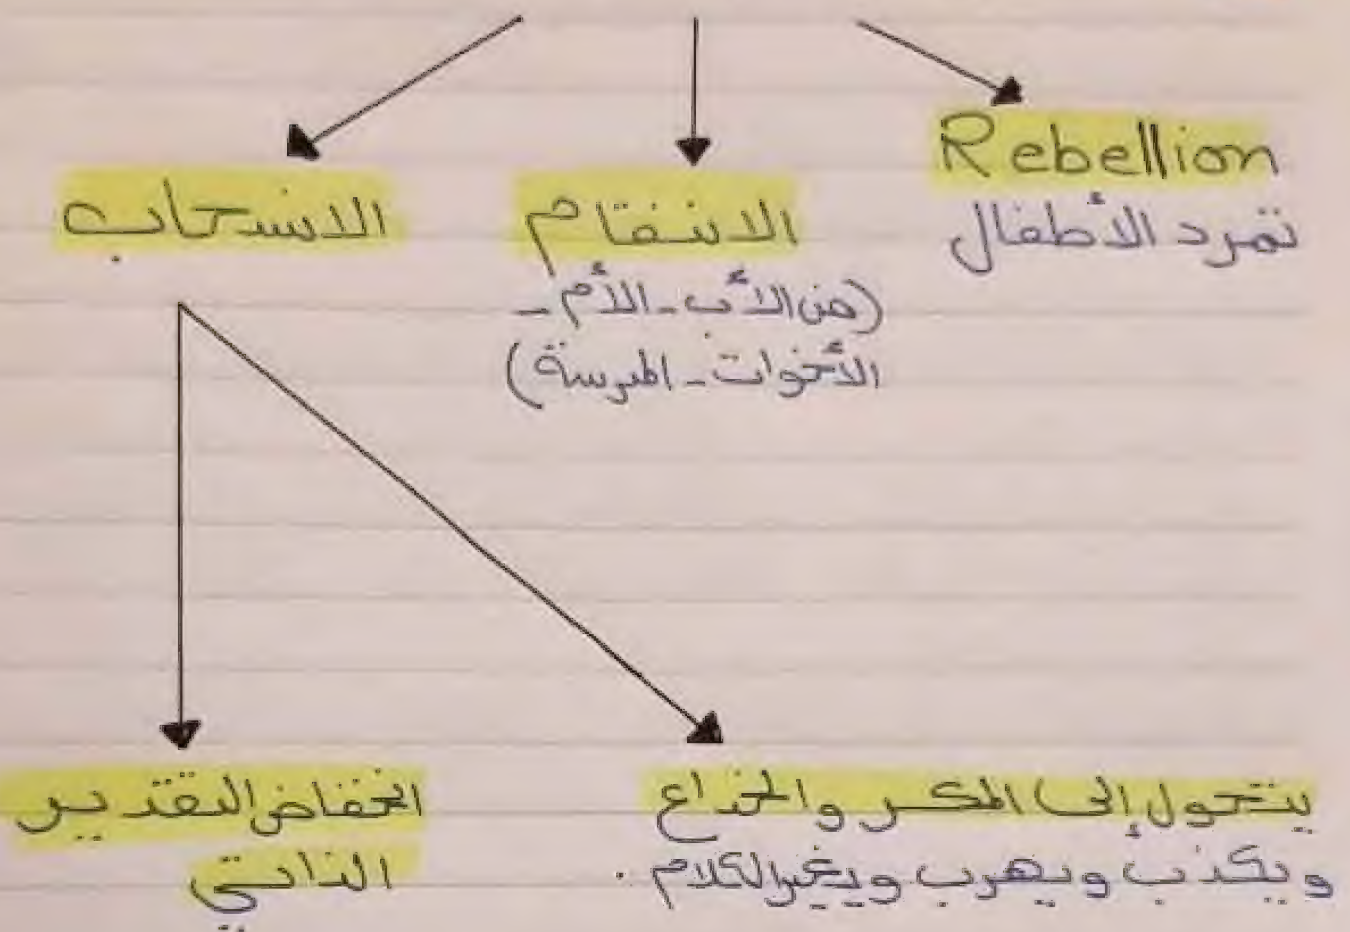 Rebellion
تمرد الأطفال
الانتقام
(من الأب - الأم -
الأخوات - المدرسة)
الانسحاب
يتحول إلى المكر والخداع
ويكذب ويهرب ويغير الكلام.
انخفاض التقدير
الذاتي